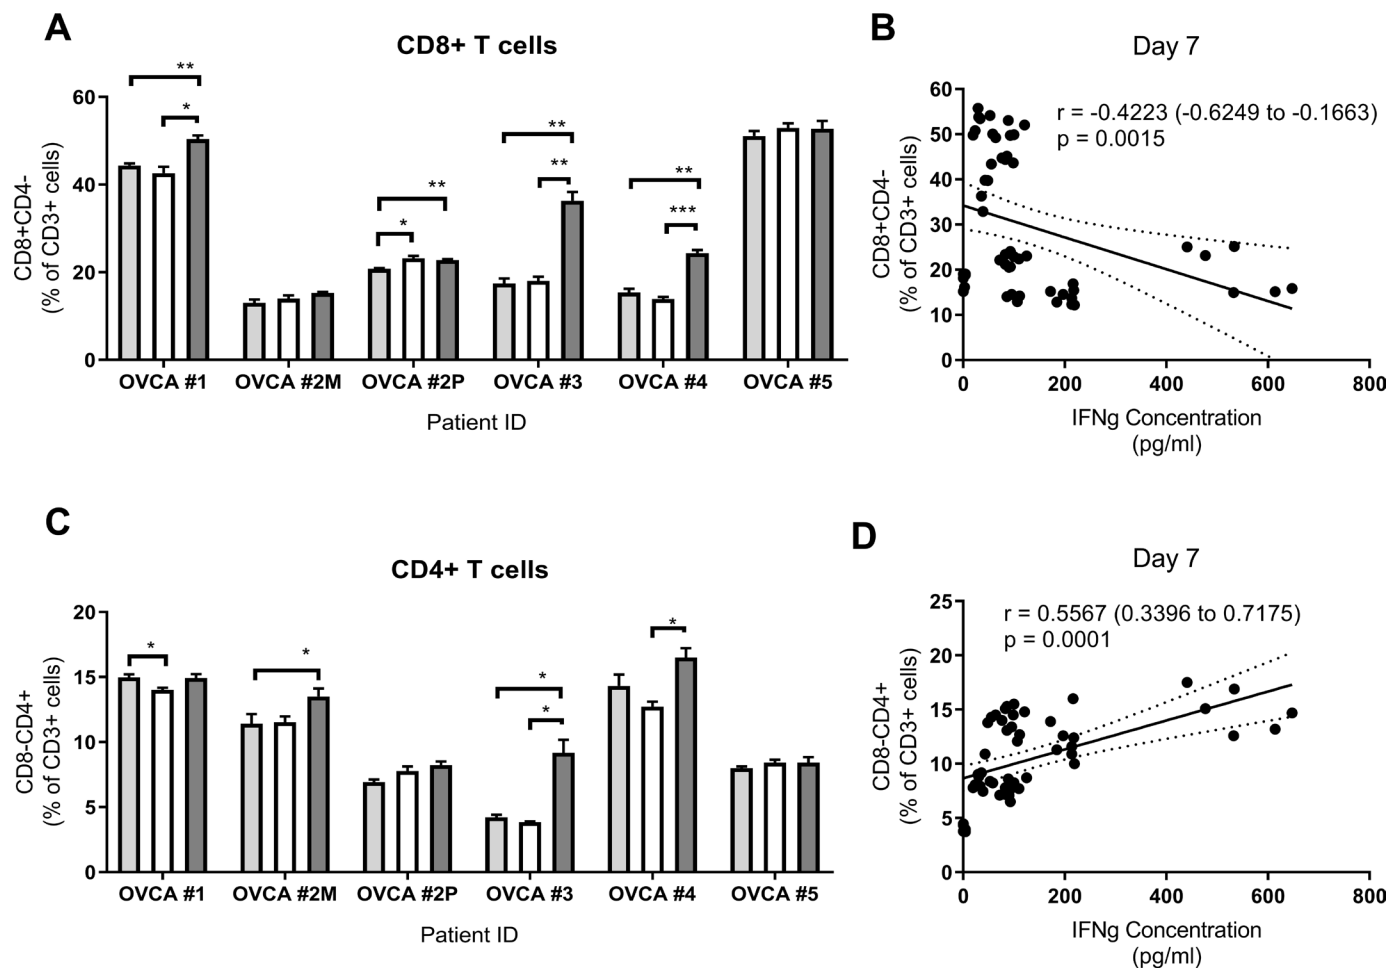 A
CD8+ T cells
CD8+CD4-
(% of CD3+ cells)
60
40
20
0
**
*
**
*
**
**
**
***
OVCA #1
OVCA #2M
OVCA #2P
OVCA #3
OVCA #4
OVCA #5
Patient ID
B
Day 7
r = -0.4223 (-0.6249 to -0.1663)
p = 0.0015
CD8+CD4-
(% of CD3+ cells)
60
50
40
30
20
10
0
0
200
400
600
800
IFNg Concentration
(pg/ml)
C
CD4+ T cells
CD8-CD4+
(% of CD3+ cells)
20
15
10
5
0
*
*
*
*
*
OVCA #1
OVCA #2M
OVCA #2P
OVCA #3
OVCA #4
OVCA #5
Patient ID
D
Day 7
r = 0.5567 (0.3396 to 0.7175)
p = 0.0001
CD8-CD4+
(% of CD3+ cells)
25
20
15
10
5
0
0
200
400
600
800
IFNg Concentration
(pg/ml)